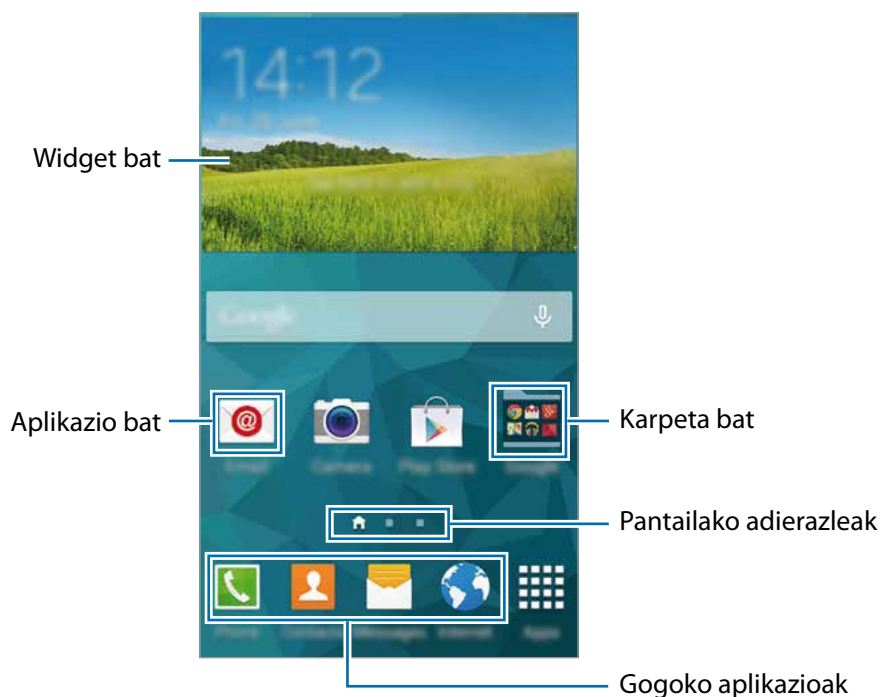 14:12
Widget bat
Google
Aplikazio bat
Karpeta bat
Email
Camera
Play Store
Google
Pantailako adierazleak
Phone
Contacts
Messages
Internet
Apps
Gogoko aplikazioak